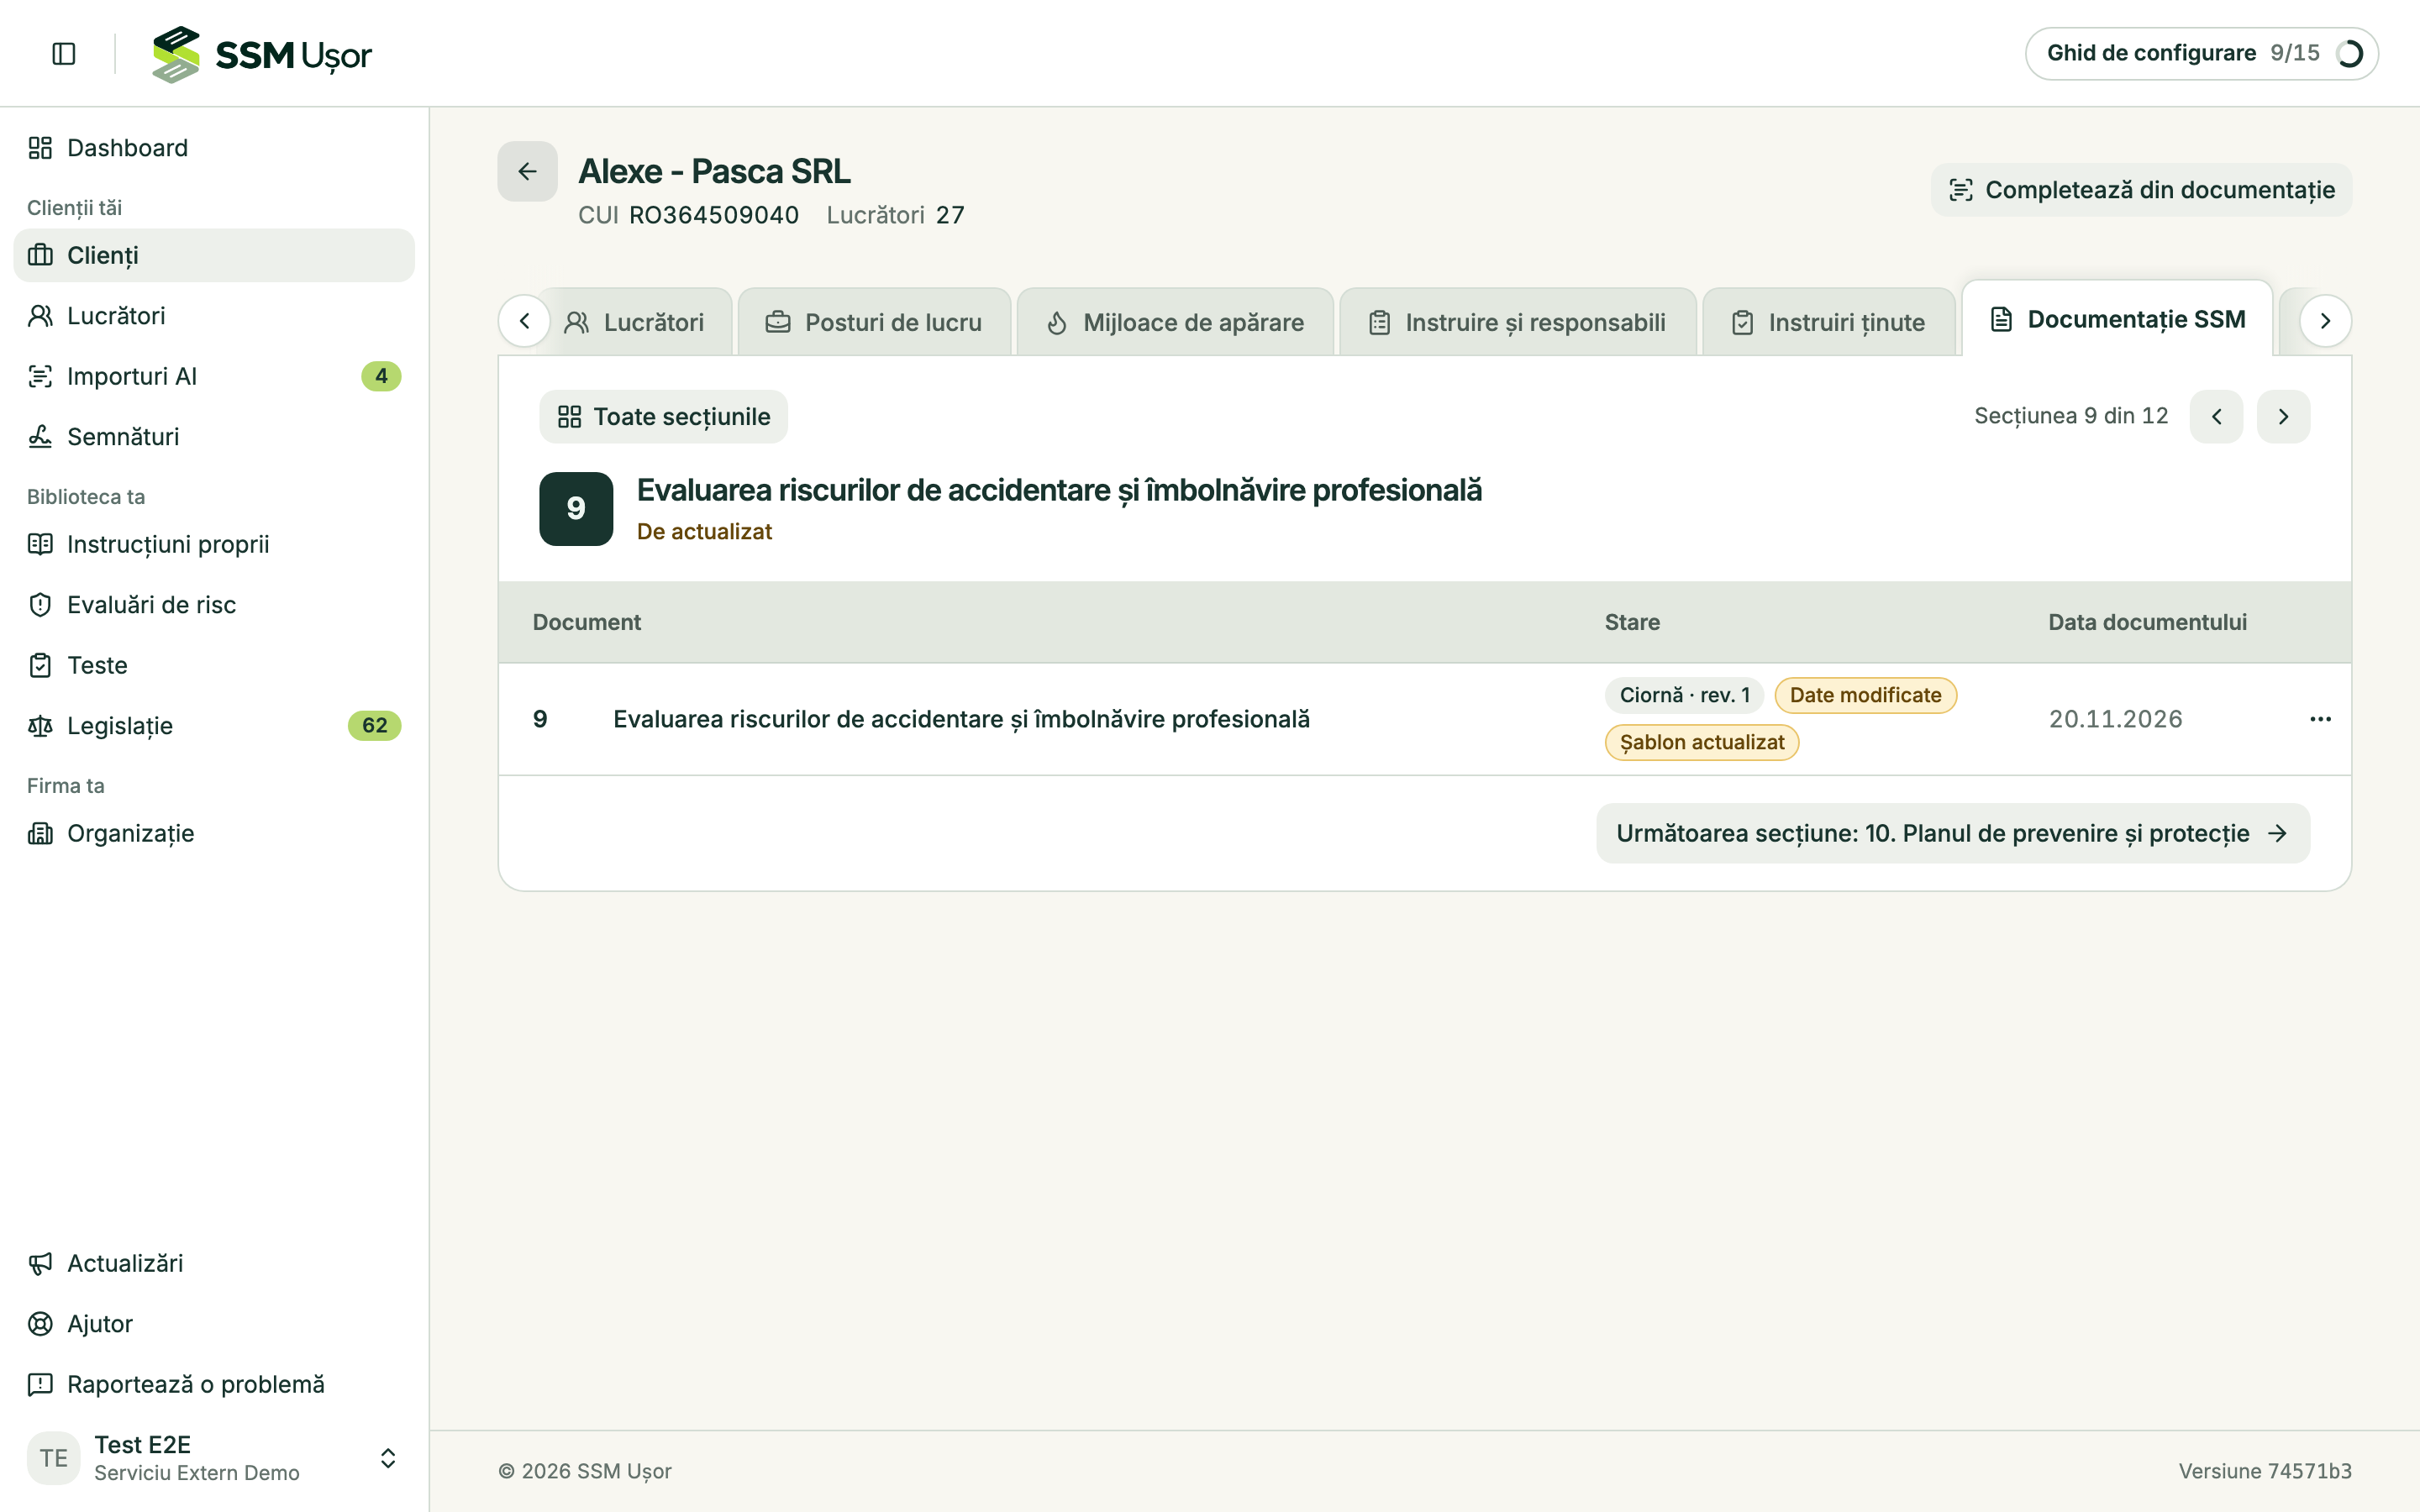 SSM Ușor
Ghid de configurare 9/15
Dashboard
Clienții tăi
Clienți
Lucrători
Importuri AI 4
Semnături
Biblioteca ta
Instrucțiuni proprii
Evaluări de risc
Teste
Legislație 62
Firma ta
Organizație
Actualizări
Ajutor
Raportează o problemă
TE
Test E2E
Serviciu Extern Demo
Alexe - Pasca SRL
CUI RO364509040 Lucrători 27
Completează din documentație
Lucrători
Posturi de lucru
Mijloace de apărare
Instruire și responsabili
Instruiri ținute
Documentație SSM
Toate secțiunile
Secțiunea 9 din 12
9
Evaluarea riscurilor de accidentare și îmbolnăvire profesională
De actualizat
Document Stare Data documentului
9 Evaluarea riscurilor de accidentare și îmbolnăvire profesională
Ciornă · rev. 1 Date modificate
Șablon actualizat
20.11.2026
Următoarea secțiune: 10. Planul de prevenire și protecție
© 2026 SSM Ușor
Versiune 74571b3